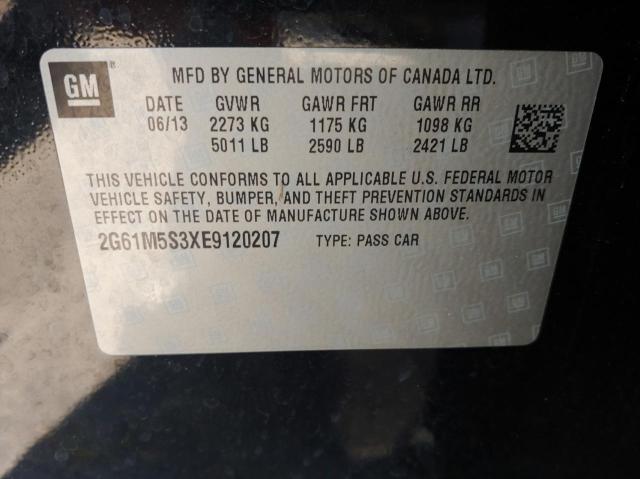 GM ®
MFD BY GENERAL MOTORS OF CANADA LTD.
DATE GVWR GAWR FRT GAWR RR
06/13 2273 KG 1175 KG 1098 KG
5011 LB 2590 LB 2421 LB
THIS VEHICLE CONFORMS TO ALL APPLICABLE U.S. FEDERAL MOTOR
VEHICLE SAFETY, BUMPER, AND THEFT PREVENTION STANDARDS IN
EFFECT ON THE DATE OF MANUFACTURE SHOWN ABOVE.
2G61M5S3XE9120207 TYPE: PASS CAR